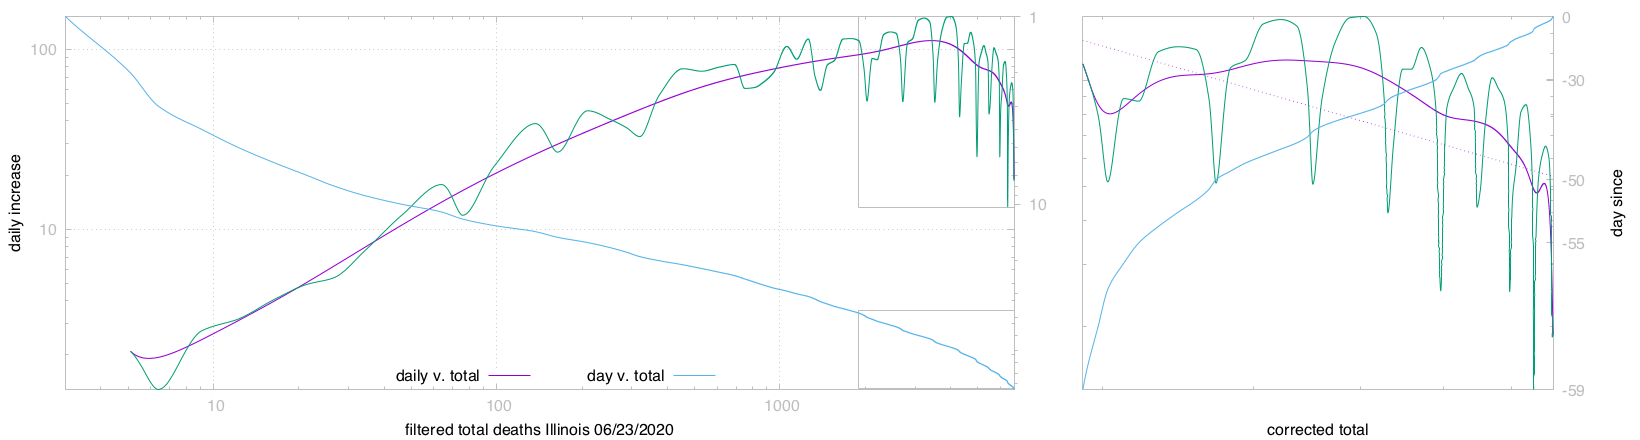 100
10
daily increase
1
10
daily v. total
day v. total
10
100
1000
filtered total deaths Illinois 06/23/2020
0
-30
-50
-55
-59
day since
corrected total